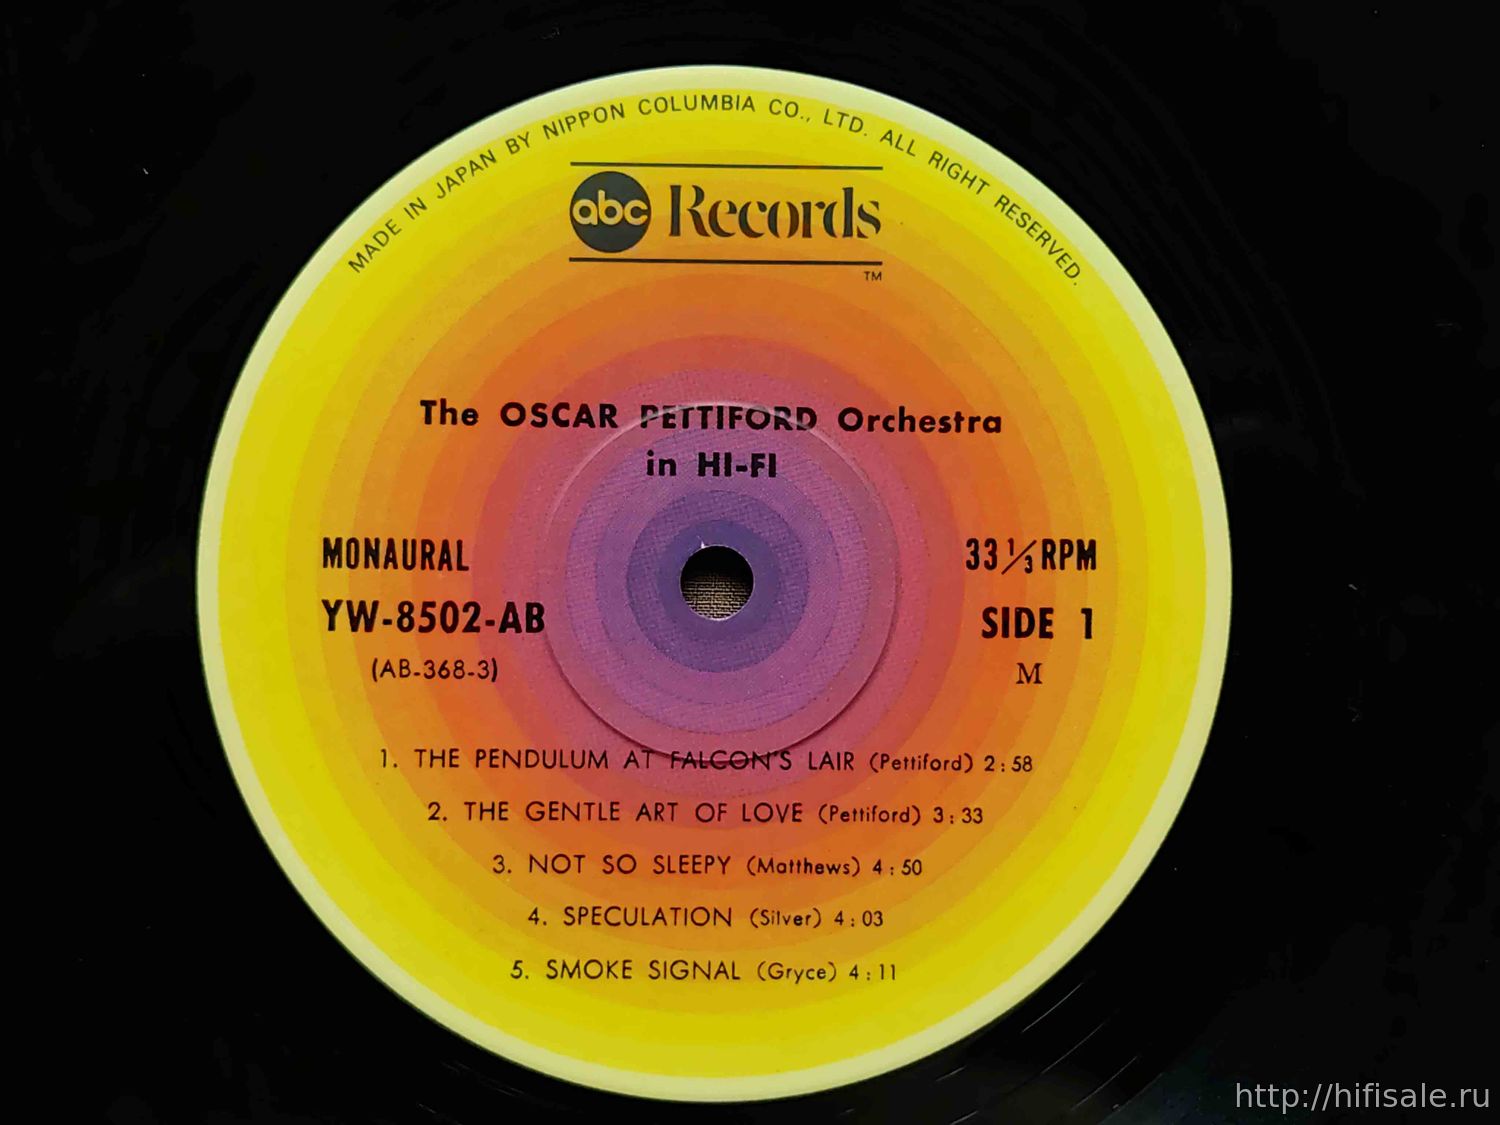 MADE IN JAPAN BY NIPPON COLUMBIA CO., LTD. ALL RIGHT RESERVED.
abc Records
TM
The OSCAR PETTIFORD Orchestra
in HI-FI
MONAURAL
33 1/3 RPM
YW-8502-AB
SIDE 1
(AB-368-3)
M
1. THE PENDULUM AT FALCON'S LAIR (Pettiford) 2:58
2. THE GENTLE ART OF LOVE (Pettiford) 3:33
3. NOT SO SLEEPY (Matthews) 4:50
4. SPECULATION (Silver) 4:03
5. SMOKE SIGNAL (Gryce) 4:11
http://hifisale.ru